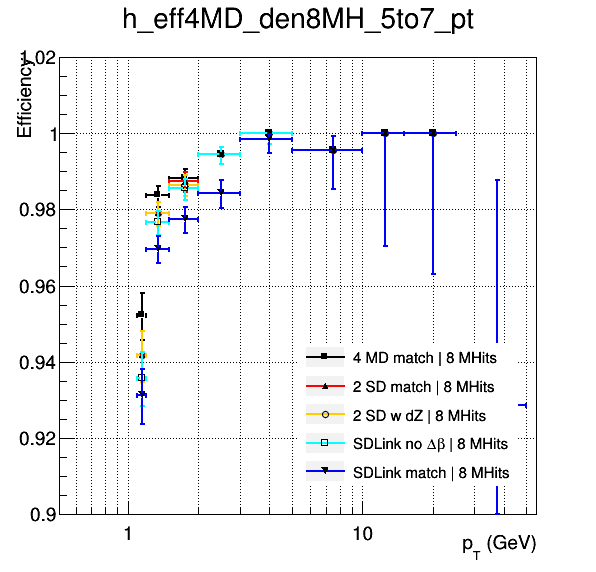 h_eff4MD_den8MH_5to7_pt
Efficiency
1.02
1
0.98
0.96
0.94
0.92
0.9
4 MD match | 8 MHits
2 SD match | 8 MHits
2 SD w dZ | 8 MHits
SDLink no Δβ | 8 MHits
SDLink match | 8 MHits
1
10
p_T (GeV)